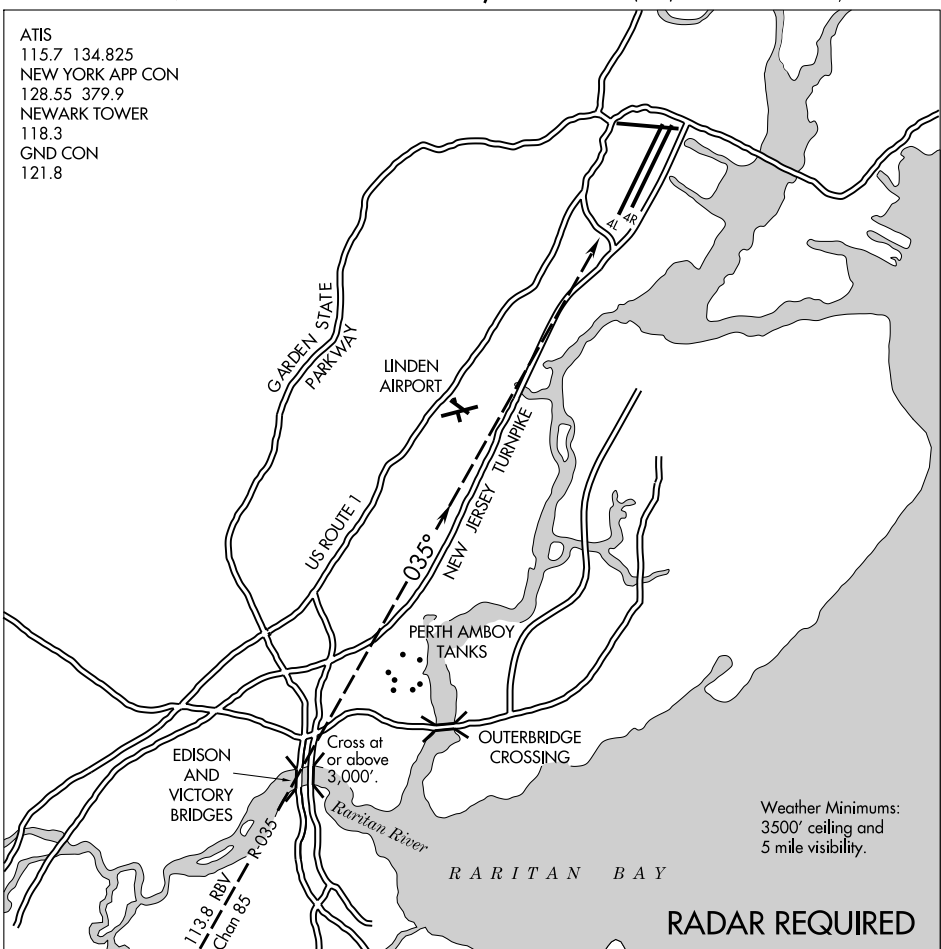 ATIS
115.7 134.825
NEW YORK APP CON
128.55 379.9
NEWARK TOWER
118.3
GND CON
121.8
4L
4R
GARDEN STATE
PARKWAY
LINDEN
AIRPORT
US ROUTE 1
035°
NEW JERSEY TURNPIKE
PERTH AMBOY
TANKS
OUTERBRIDGE
CROSSING
EDISON
AND
VICTORY
BRIDGES
Cross at
or above
3,000'.
Raritan River
113.8 RBV R-035
Chan 85
RARITAN BAY
Weather Minimums:
3500' ceiling and
5 mile visibility.
RADAR REQUIRED